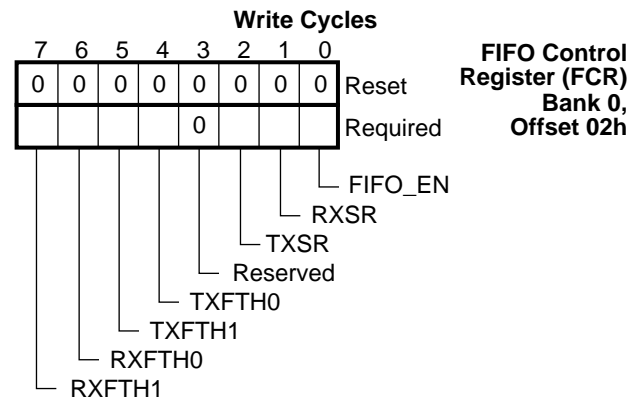 Write Cycles
7 6 5 4 3 2 1 0
FIFO Control
Register (FCR)
Bank 0,
Offset 02h
0 0 0 0 0 0 0 0 Reset
0 Required
FIFO_EN
RXSR
TXSR
Reserved
TXFTH0
TXFTH1
RXFTH0
RXFTH1